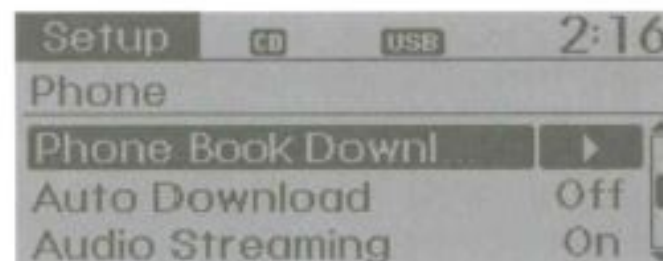 Setup CD USB 2:16
Phone
Phone Book Downl...
Auto Download Off
Audio Streaming On